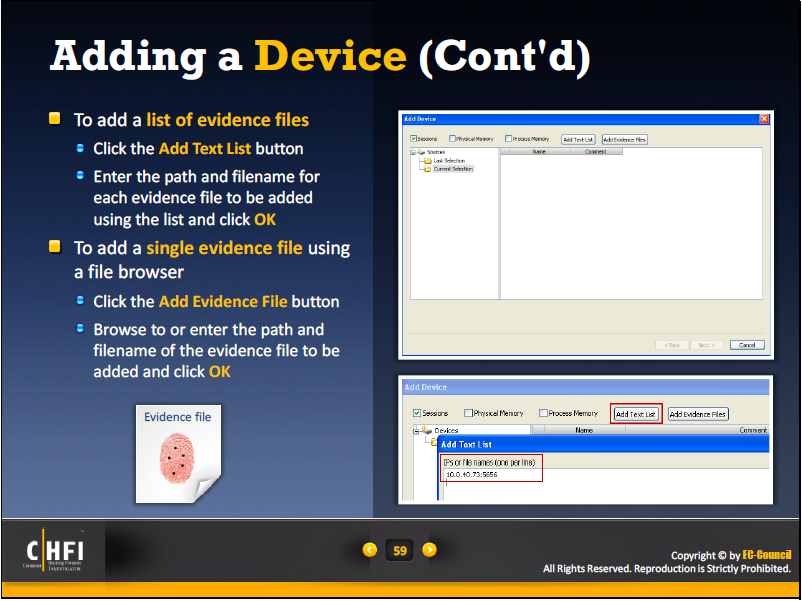 Adding a Device (Cont'd)
To add a list of evidence files
Click the Add Text List button
Enter the path and filename for
each evidence file to be added
using the list and click OK
To add a single evidence file using
a file browser
Click the Add Evidence File button
Browse to or enter the path and
filename of the evidence file to be
added and click OK
Evidence file
Add Device
Sessions Physical Memory Process Memory Add Text List Add Evidence Files
Sources Name Comment
Last Selection
Current Selection
< Back Next > Cancel
Add Device
Sessions Physical Memory Process Memory Add Text List Add Evidence Files
Devices Name Comment
Add Text List
IPs or file names (one per line)
10.0.40.73:5656
CHFI
Computer Hacking Forensic
INVESTIGATOR
59
Copyright © by EC-Council
All Rights Reserved. Reproduction is Strictly Prohibited.